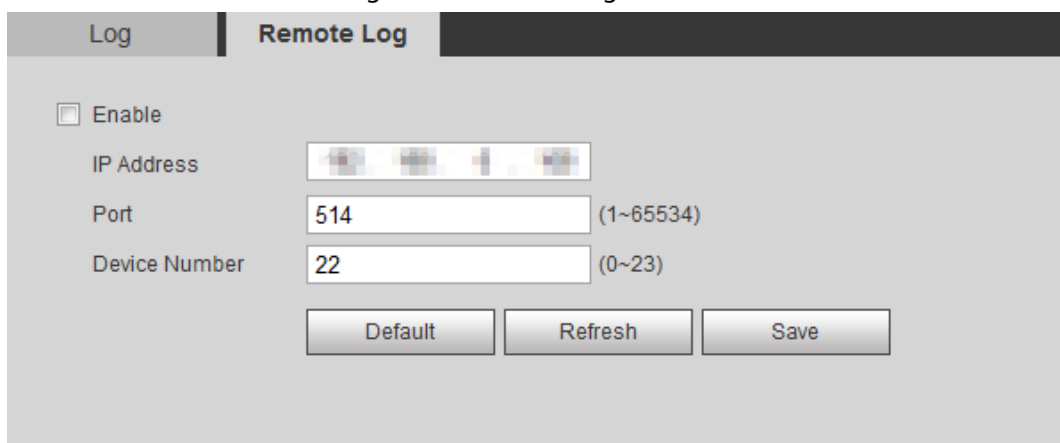 Log Remote Log
Enable
IP Address
Port 514 (1~65534)
Device Number 22 (0~23)
Default Refresh Save